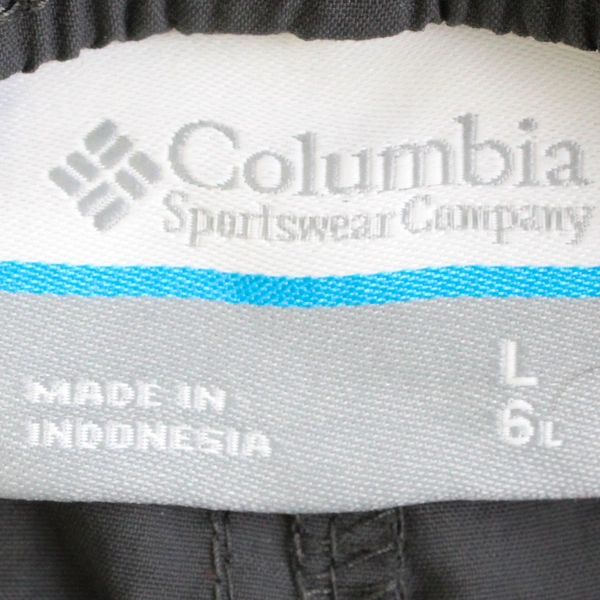 Columbia
Sportswear Company
MADE IN
INDONESIA
L
6L